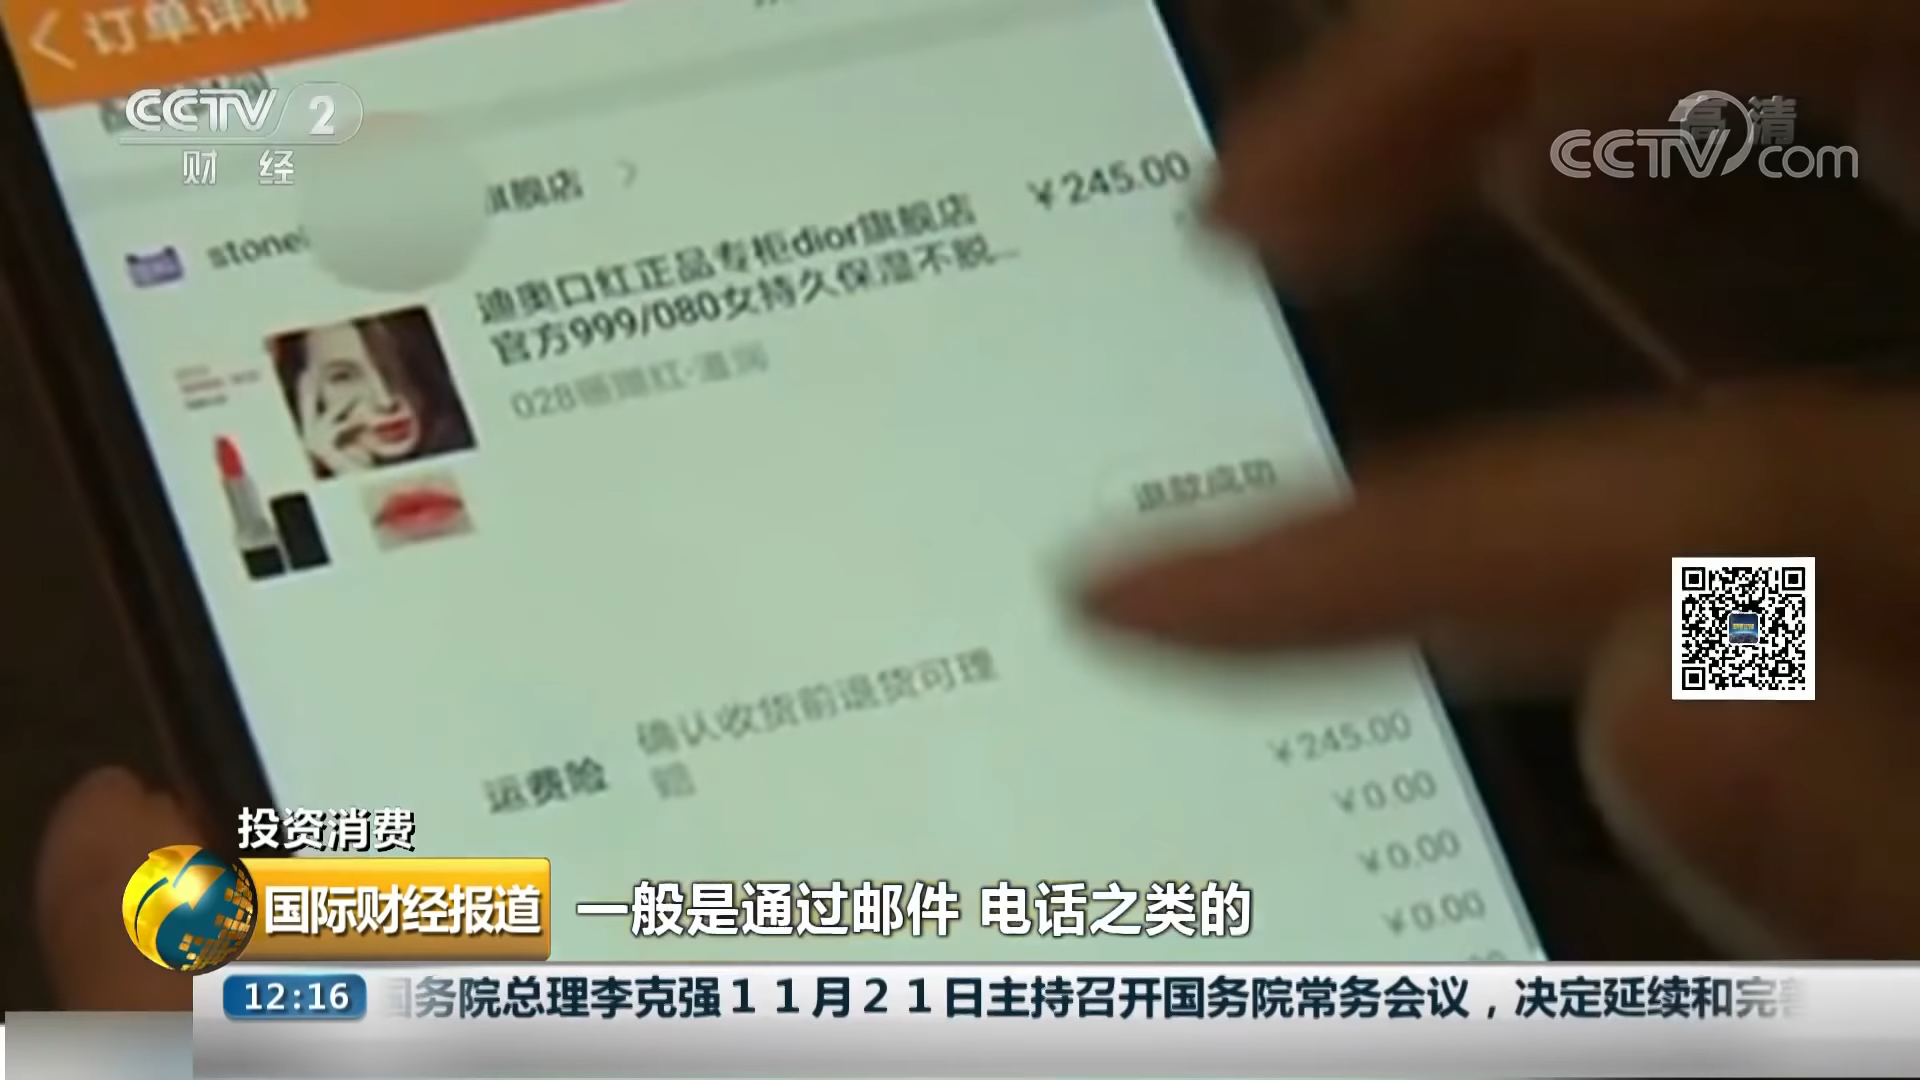 订单详情
CCTV 2
财 经
高清
CCTV.com
旗舰店
¥245.00
迪奥口红正品专柜dior旗舰店
官方999/080女持久保湿不脱...
退款成功
确认收货前退货可理
赔
运费险
¥245.00
¥0.00
¥0.00
¥0.00
投资消费
国际财经报道
一般是通过邮件 电话之类的
12:16
国务院总理李克强11月21日主持召开国务院常务会议，决定延续和完